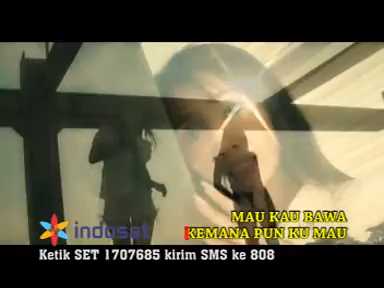 MAU KAU BAWA
KEMANA PUN KU MAU
indosat
Ketik SET 1707685 kirim SMS ke 808